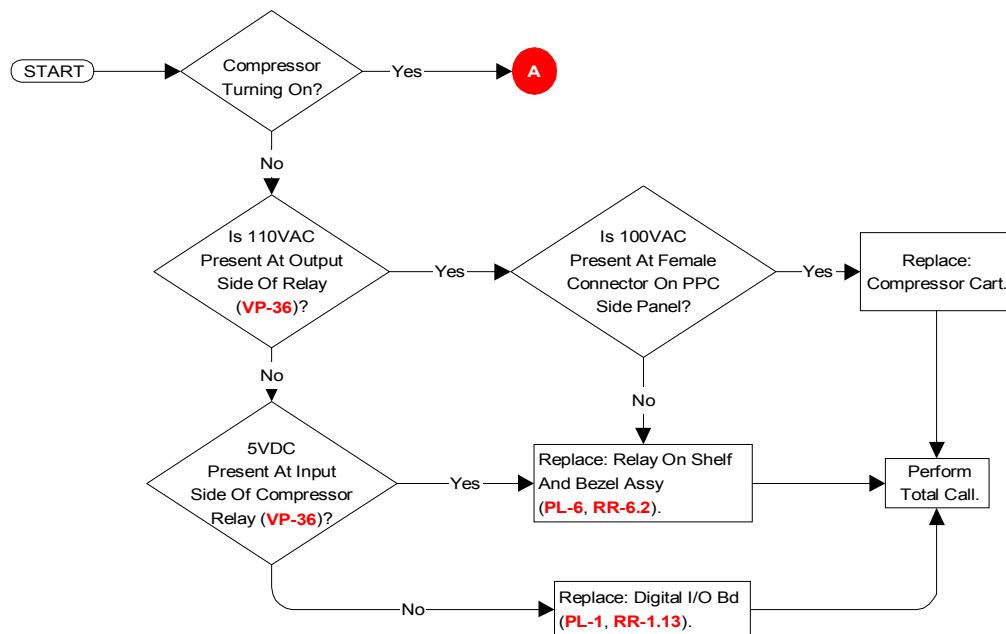 START
Compressor
Turning On?
Yes
A
No
Is 110VAC
Present At Output
Side Of Relay
(VP-36)?
Yes
Is 100VAC
Present At Female
Connector On PPC
Side Panel?
Yes
Replace:
Compressor Cart.
No
No
5VDC
Present At Input
Side Of Compressor
Relay (VP-36)?
Yes
Replace: Relay On Shelf
And Bezel Assy
(PL-6, RR-6.2).
Perform
Total Call.
No
Replace: Digital I/O Bd
(PL-1, RR-1.13).